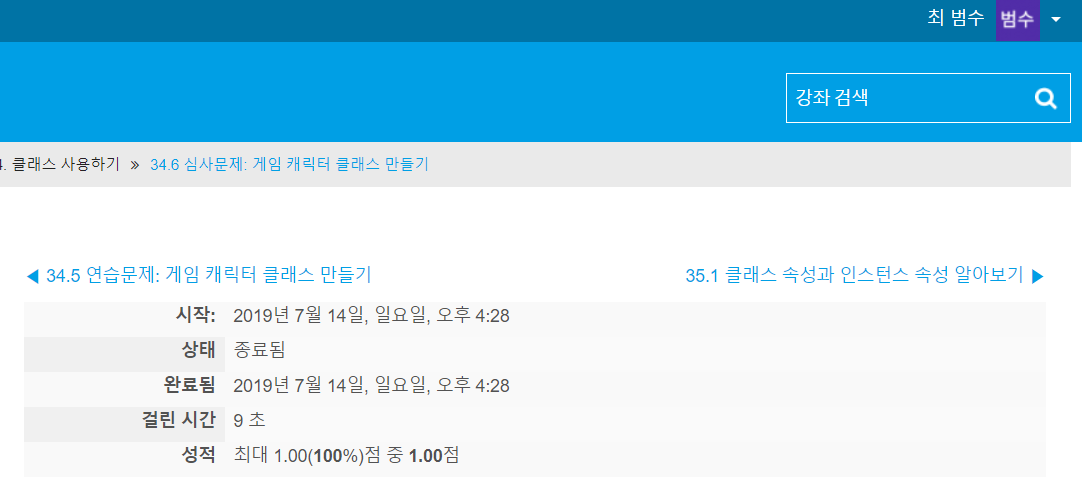 최 범수 범수
강좌 검색
4. 클래스 사용하기 » 34.6 심사문제: 게임 캐릭터 클래스 만들기
◀ 34.5 연습문제: 게임 캐릭터 클래스 만들기 35.1 클래스 속성과 인스턴스 속성 알아보기 ▶
시작: 2019년 7월 14일, 일요일, 오후 4:28
상태 종료됨
완료됨 2019년 7월 14일, 일요일, 오후 4:28
걸린 시간 9 초
성적 최대 1.00(100%)점 중 1.00점